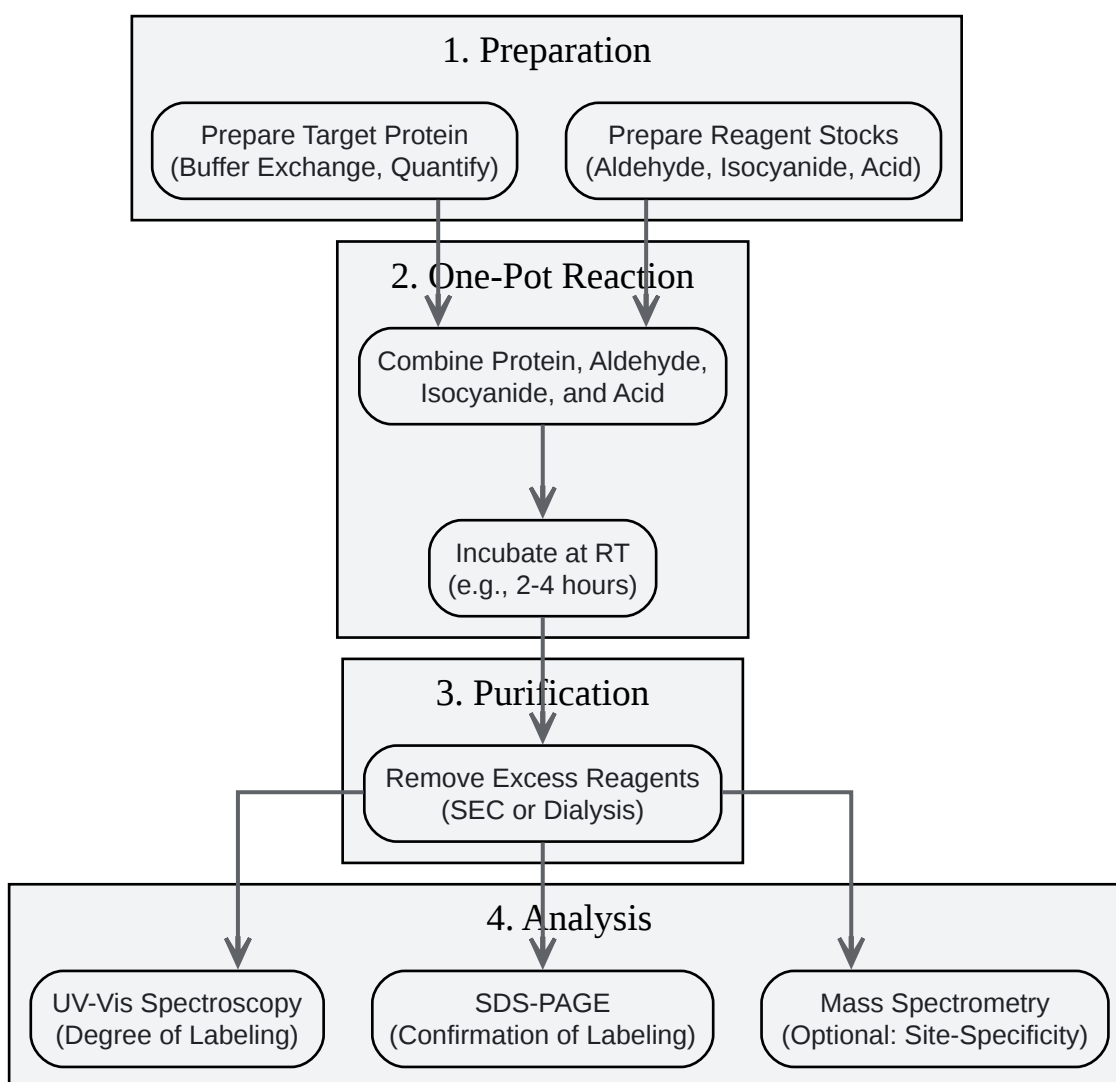 1. Preparation
Prepare Target Protein
(Buffer Exchange, Quantify)
Prepare Reagent Stocks
(Aldehyde, Isocyanide, Acid)
2. One-Pot Reaction
Combine Protein, Aldehyde,
Isocyanide, and Acid
Incubate at RT
(e.g., 2-4 hours)
3. Purification
Remove Excess Reagents
(SEC or Dialysis)
4. Analysis
UV-Vis Spectroscopy
(Degree of Labeling)
SDS-PAGE
(Confirmation of Labeling)
Mass Spectrometry
(Optional: Site-Specificity)